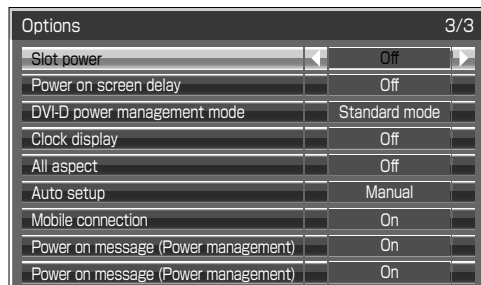 Options 3/3
Slot power Off
Power on screen delay Off
DVI-D power management mode Standard mode
Clock display Off
All aspect Off
Auto setup Manual
Mobile connection On
Power on message (Power management) On
Power on message (Power management) On